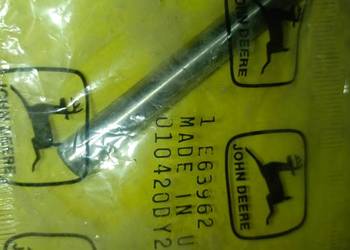 JOHN DEERE
JOHN DEERE
1 E63962
MADE IN U
010420DY2
JOHN DEERE